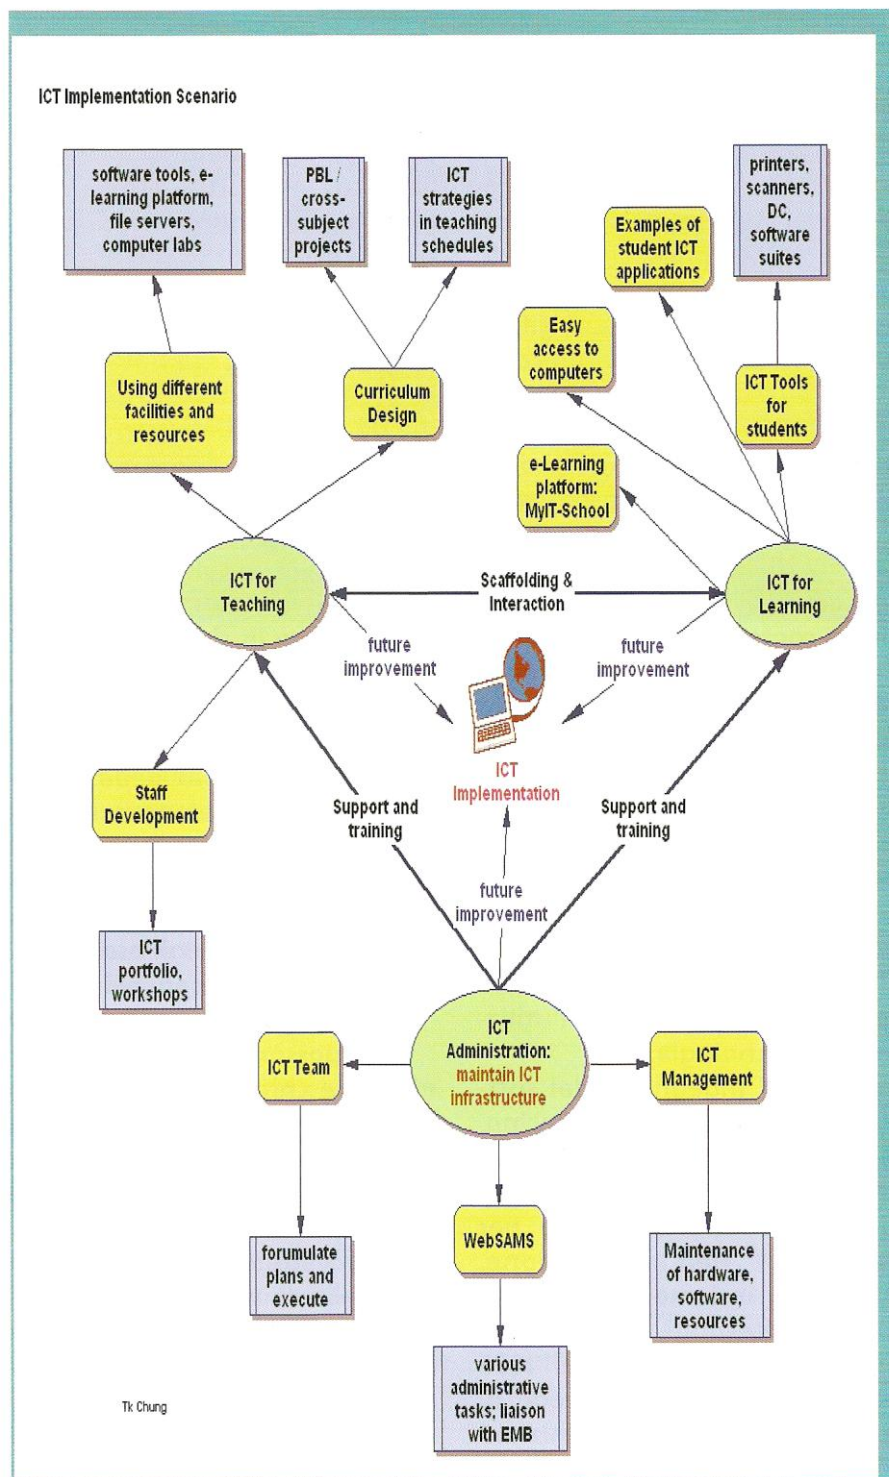 ICT Implementation Scenario
software tools, e-
learning platform,
file servers,
computer labs
PBL /
cross-
subject
projects
ICT
strategies
in teaching
schedules
Examples of
student ICT
applications
printers,
scanners,
DC,
software
suites
Using different
facilities and
resources
Curriculum
Design
Easy
access to
computers
ICT Tools
for
students
e-Learning
platform:
MyIT-School
ICT for
Teaching
Scaffolding &
Interaction
ICT for
Learning
future
improvement
future
improvement
ICT
Implementation
Staff
Development
Support and
training
Support and
training
future
improvement
ICT
portfolio,
workshops
ICT
Administration:
maintain ICT
infrastructure
ICT Team
ICT
Management
WebSAMS
forumulate
plans and
execute
Maintenance
of hardware,
software,
resources
various
administrative
tasks; liaison
with EMB
Tk Chung